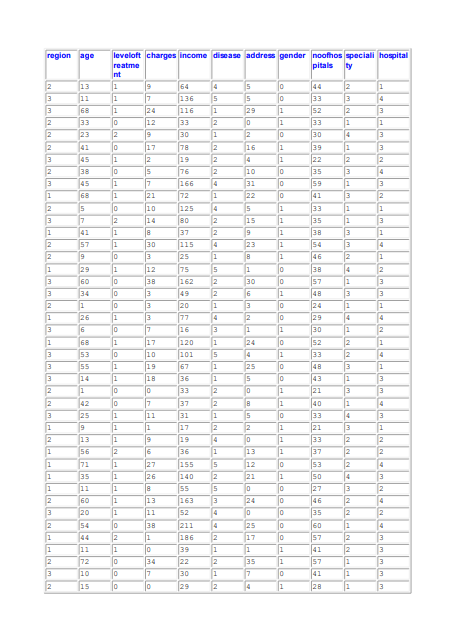 region age leveloft charges income disease address gender noofhos speciali hospital
reatme pitals ty
nt
2 13 1 9 64 4 5 0 44 2 1
3 11 1 7 136 5 5 0 33 3 4
3 68 1 24 116 1 29 1 52 2 3
2 33 0 12 33 2 0 1 33 1 1
2 23 2 9 30 1 2 0 30 4 3
2 41 0 17 78 2 16 1 39 1 3
3 45 1 2 19 2 4 1 22 2 2
2 38 0 5 76 2 10 0 35 3 4
3 45 1 7 166 4 31 0 59 1 3
1 68 1 21 72 1 22 0 41 3 2
2 5 0 10 125 4 5 1 33 1 1
3 7 2 14 80 2 15 1 35 1 3
1 41 1 8 37 2 9 1 38 3 1
2 57 1 30 115 4 23 1 54 3 4
2 9 0 3 25 1 8 1 46 2 1
1 29 1 12 75 5 1 0 38 4 2
3 60 0 38 162 2 30 0 57 1 3
3 34 0 3 49 2 6 1 48 3 3
2 1 0 3 20 1 3 0 24 1 1
1 26 1 3 77 4 2 0 29 4 4
3 6 0 7 16 3 1 1 30 1 2
1 68 1 17 120 1 24 0 52 2 1
3 53 0 10 101 5 4 1 33 2 4
3 55 1 19 67 1 25 0 48 3 1
3 14 1 18 36 1 5 0 43 1 3
2 1 0 0 33 2 0 1 21 3 3
2 42 0 7 37 2 8 1 40 1 4
3 25 1 11 31 1 5 0 33 4 3
1 9 1 1 17 2 2 1 21 3 1
2 13 1 9 19 4 0 1 33 2 2
1 56 2 6 36 1 13 1 37 2 2
1 71 1 27 155 5 12 0 53 2 4
1 35 1 26 140 2 21 1 50 4 3
1 11 1 8 55 5 0 0 27 3 2
2 60 1 13 163 3 24 0 46 2 4
3 20 1 11 52 4 0 0 35 2 2
2 54 0 38 211 4 25 0 60 1 4
1 44 2 1 186 2 17 0 57 2 3
1 11 1 0 39 1 1 1 41 2 3
2 72 0 34 22 2 35 1 57 1 3
3 10 0 7 30 1 7 0 41 1 3
2 15 0 0 29 2 4 1 28 1 3